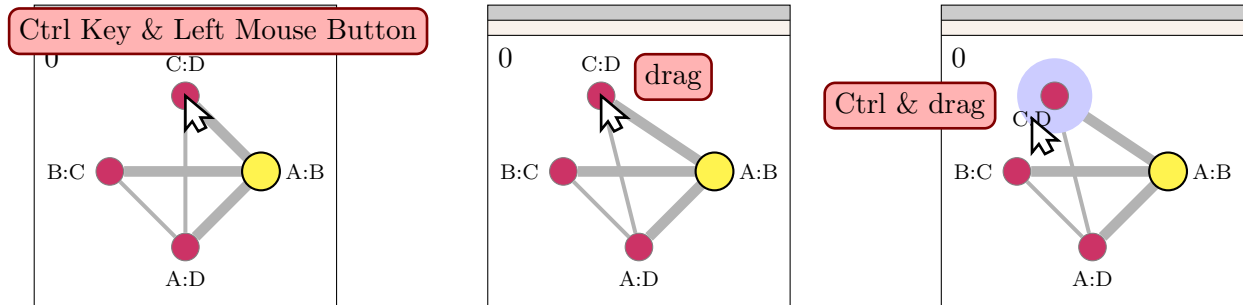 Ctrl Key & Left Mouse Button
0
C:D
B:C
A:B
A:D
0
C:D
drag
B:C
A:B
A:D
0
Ctrl & drag
C:D
B:C
A:B
A:D